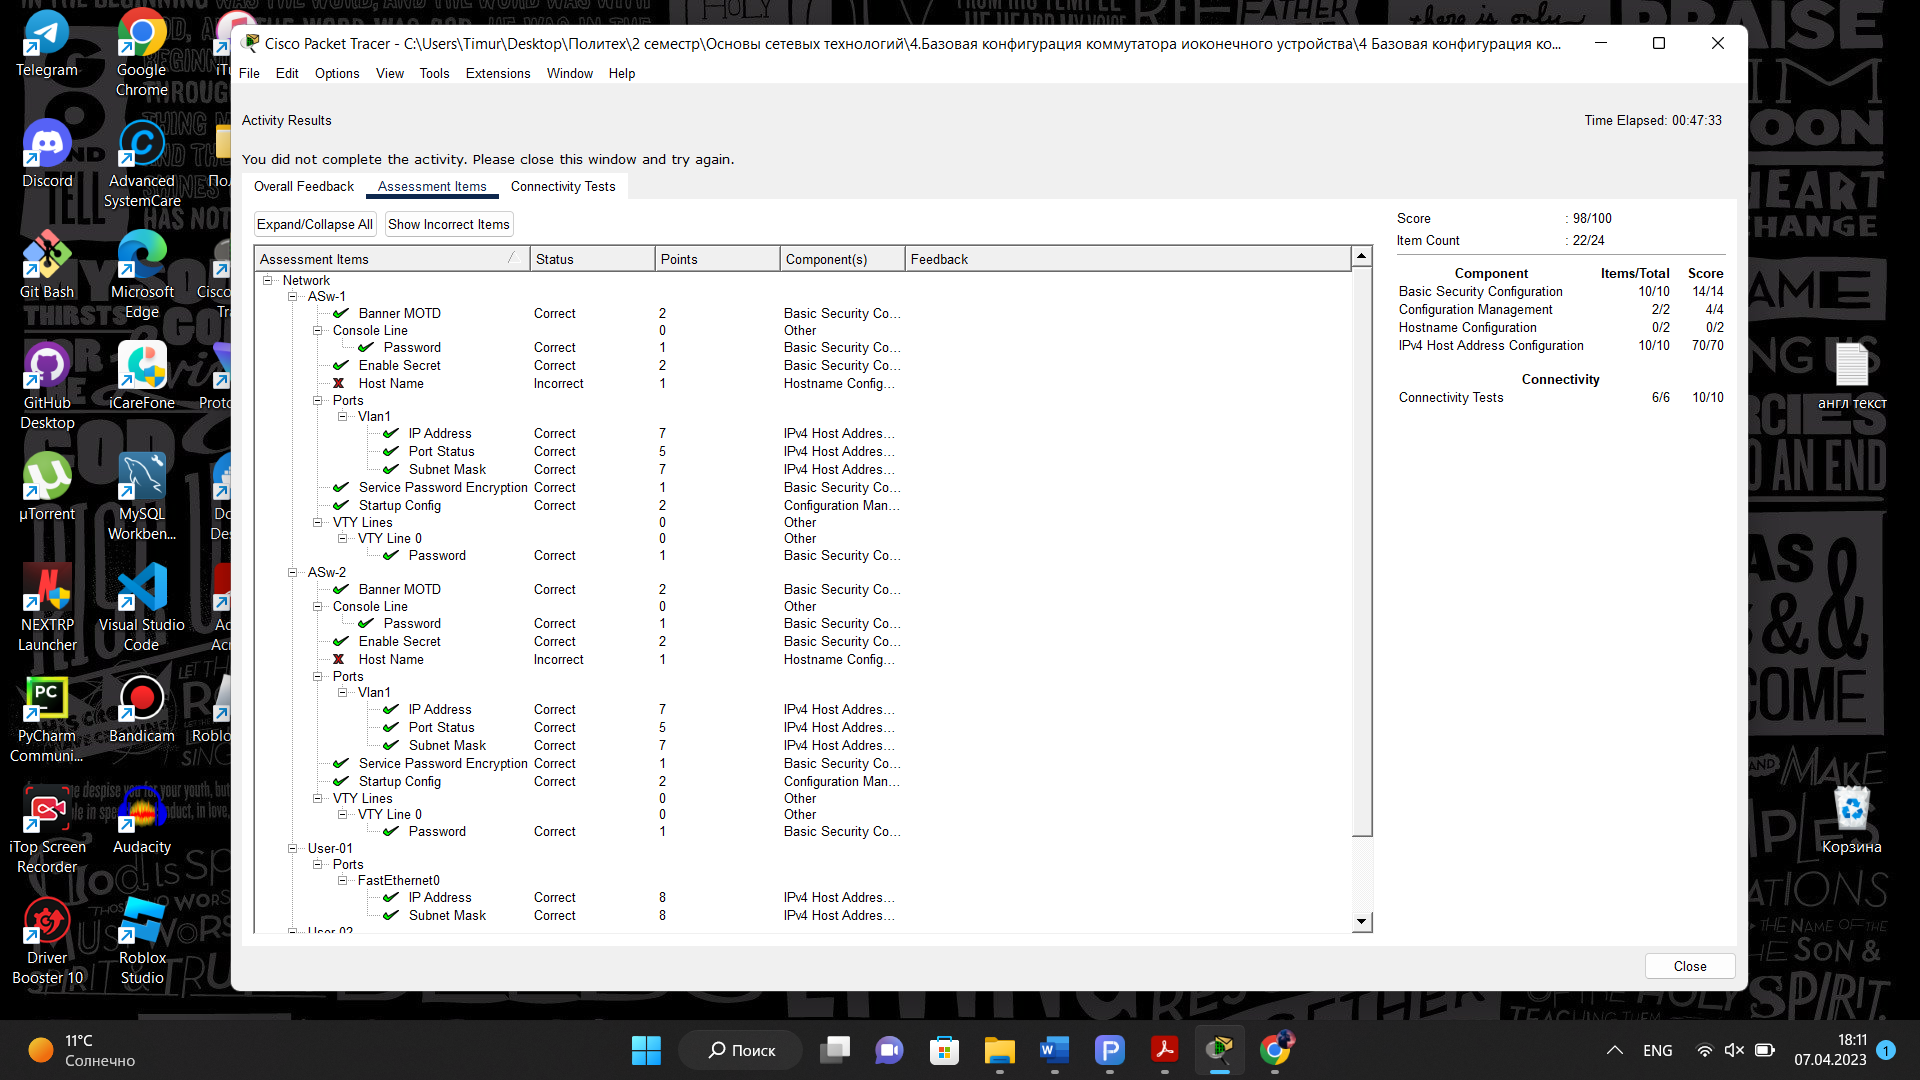 Cisco Packet Tracer - C:\Users\Timur\Desktop\Политех\2 семестр\Основы сетевых технологий\4.Базовая конфигурация коммутатора иоконечного устройства\4 Базовая конфигурация ко...
File Edit Options View Tools Extensions Window Help
Activity Results
Time Elapsed: 00:47:33
You did not complete the activity. Please close this window and try again.
Overall Feedback Assessment Items Connectivity Tests
Expand/Collapse All Show Incorrect Items
Assessment Items Status Points Component(s) Feedback
Network
ASw-1
Banner MOTD Correct 2 Basic Security Co...
Console Line 0 Other
Password Correct 1 Basic Security Co...
Enable Secret Correct 2 Basic Security Co...
Host Name Incorrect 1 Hostname Config...
Ports
Vlan1
IP Address Correct 7 IPv4 Host Addres...
Port Status Correct 5 IPv4 Host Addres...
Subnet Mask Correct 7 IPv4 Host Addres...
Service Password Encryption Correct 1 Basic Security Co...
Startup Config Correct 2 Configuration Man...
VTY Lines 0 Other
VTY Line 0 0 Other
Password Correct 1 Basic Security Co...
ASw-2
Banner MOTD Correct 2 Basic Security Co...
Console Line 0 Other
Password Correct 1 Basic Security Co...
Enable Secret Correct 2 Basic Security Co...
Host Name Incorrect 1 Hostname Config...
Ports
Vlan1
IP Address Correct 7 IPv4 Host Addres...
Port Status Correct 5 IPv4 Host Addres...
Subnet Mask Correct 7 IPv4 Host Addres...
Service Password Encryption Correct 1 Basic Security Co...
Startup Config Correct 2 Configuration Man...
VTY Lines 0 Other
VTY Line 0 0 Other
Password Correct 1 Basic Security Co...
User-01
Ports
FastEthernet0
IP Address Correct 8 IPv4 Host Addres...
Subnet Mask Correct 8 IPv4 Host Addres...
User-02
Score : 98/100
Item Count : 22/24
Component Items/Total Score
Basic Security Configuration 10/10 14/14
Configuration Management 2/2 4/4
Hostname Configuration 0/2 0/2
IPv4 Host Address Configuration 10/10 70/70
Connectivity
Connectivity Tests 6/6 10/10
Close
Telegram
Google
Chrome
Discord
Advanced
SystemCare
Git Bash
Microsoft
Edge
GitHub
Desktop
iCareFone
µTorrent
MySQL
Workben...
NEXTRP
Launcher
Visual Studio
Code
PyCharm
Communi...
Bandicam
iTop Screen
Recorder
Audacity
Driver
Booster 10
Roblox
Studio
англ текст
Корзина
11°C
Солнечно
Поиск
ENG
18:11
07.04.2023
1